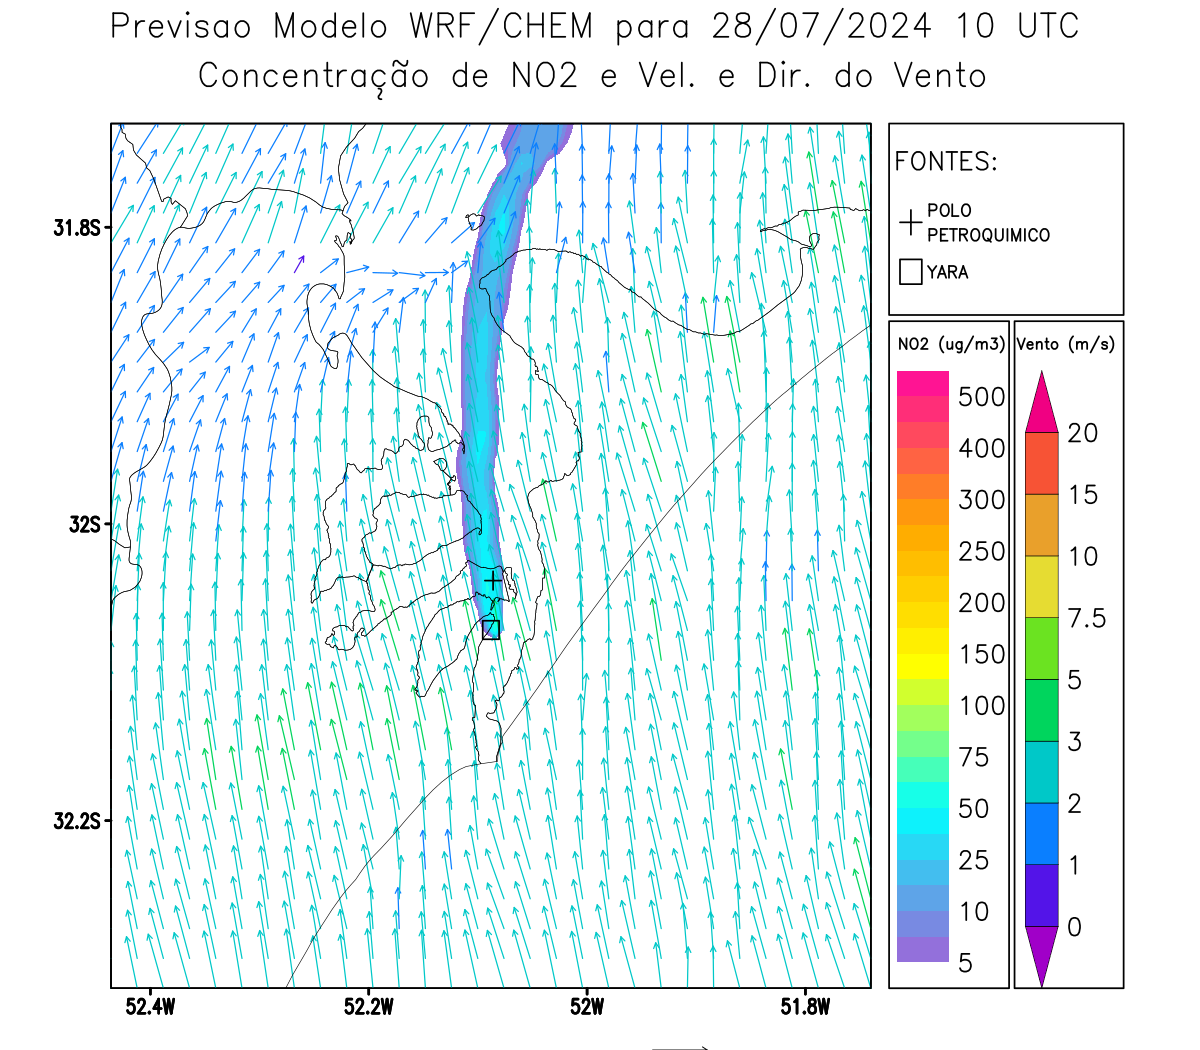 Previsao Modelo WRF/CHEM para 28/07/2024 10 UTC
Concentração de NO2 e Vel. e Dir. do Vento
FONTES:
POLO
PETROQUIMICO
YARA
NO2 (ug/m3)
500
400
300
250
200
150
100
75
50
25
10
5
Vento (m/s)
20
15
10
7.5
5
3
2
1
0
31.8S
32S
32.2S
52.4W
52.2W
52W
51.8W